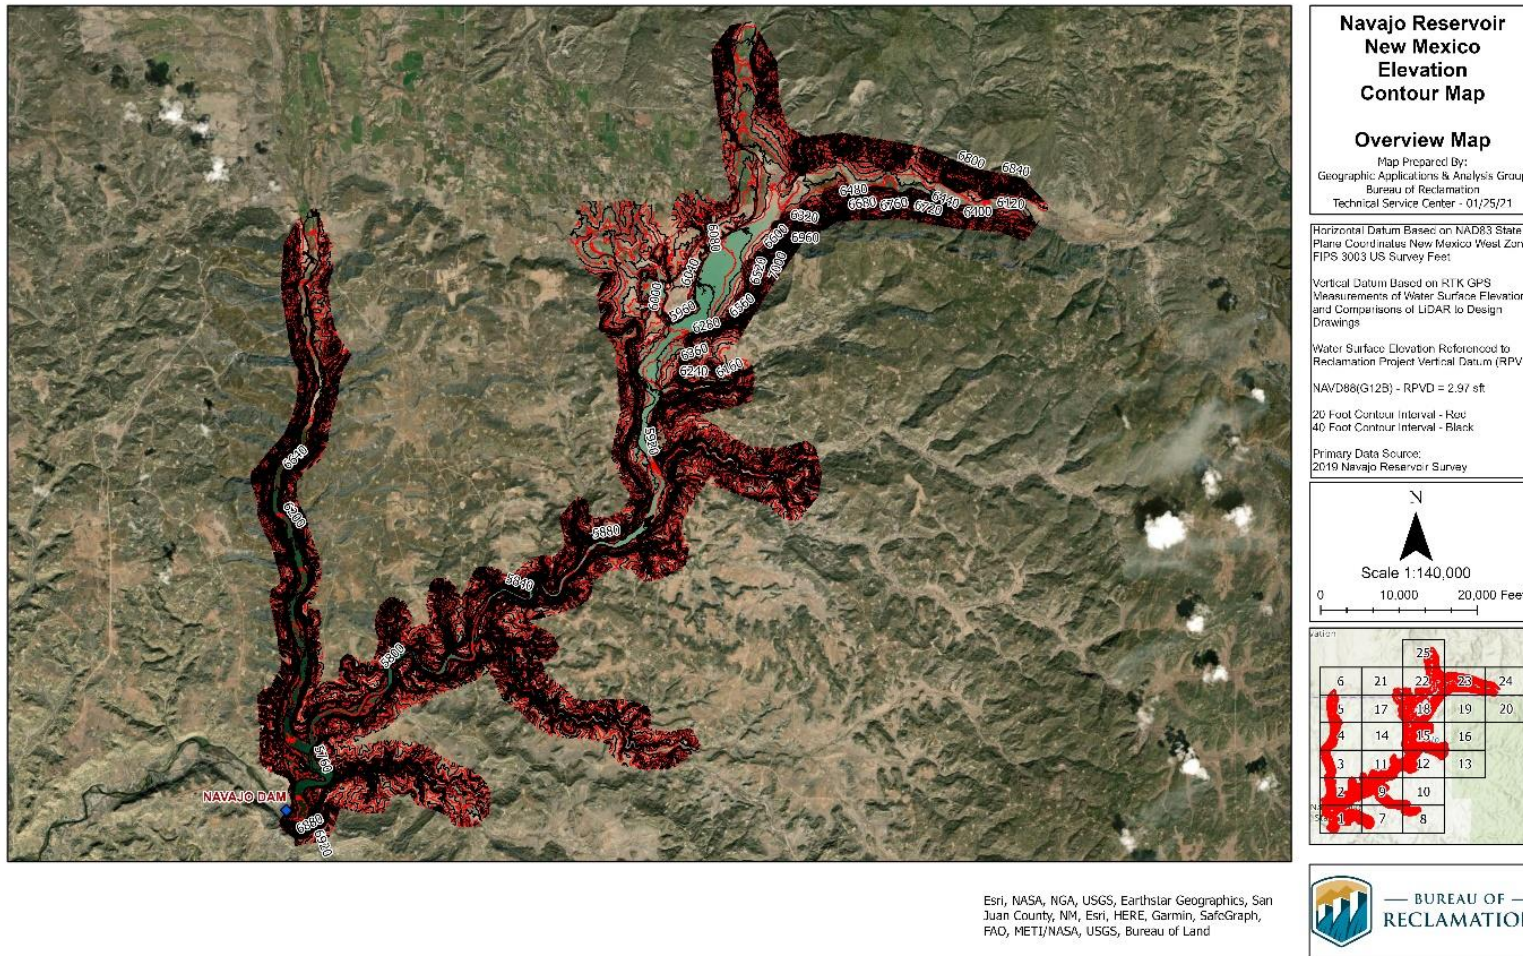 Navajo Reservoir
New Mexico
Elevation
Contour Map
Overview Map
Map Prepared By:
Geographic Applications & Analysis Group
Bureau of Reclamation
Technical Service Center - 01/25/21
Horizontal Datum Based on NAD83 State
Plane Coordinates New Mexico West Zon
FIPS 3003 US Survey Feet
Vertical Datum Based on RTK GPS
Measurements of Water Surface Elevation
and Comparisons of LiDAR to Design
Drawings
Water Surface Elevation Referenced to
Reclamation Project Vertical Datum (RPV
NAVD88(G12B) - RPVD = 2.97 sft
20 Foot Contour Interval - Red
40 Foot Contour Interval - Black
Primary Data Source:
2019 Navajo Reservoir Survey
N
Scale 1:140,000
0 10,000 20,000 Feet
25
6 21 22 23 24
5 17 18 19 20
4 14 15 16
3 11 12 13
2 9 10
1 7 8
BUREAU OF
RECLAMATION
6800
6840
6480
6440
6120
6680
6760
6720
6400
6920
6960
6080
6600
6520
7000
6040
6000
5960
6560
6280
6360
6240
6160
5920
6640
6200
5880
5840
5800
5760
NAVAJO DAM
6880
6920
Esri, NASA, NGA, USGS, Earthstar Geographics, San
Juan County, NM, Esri, HERE, Garmin, SafeGraph,
FAO, METI/NASA, USGS, Bureau of Land